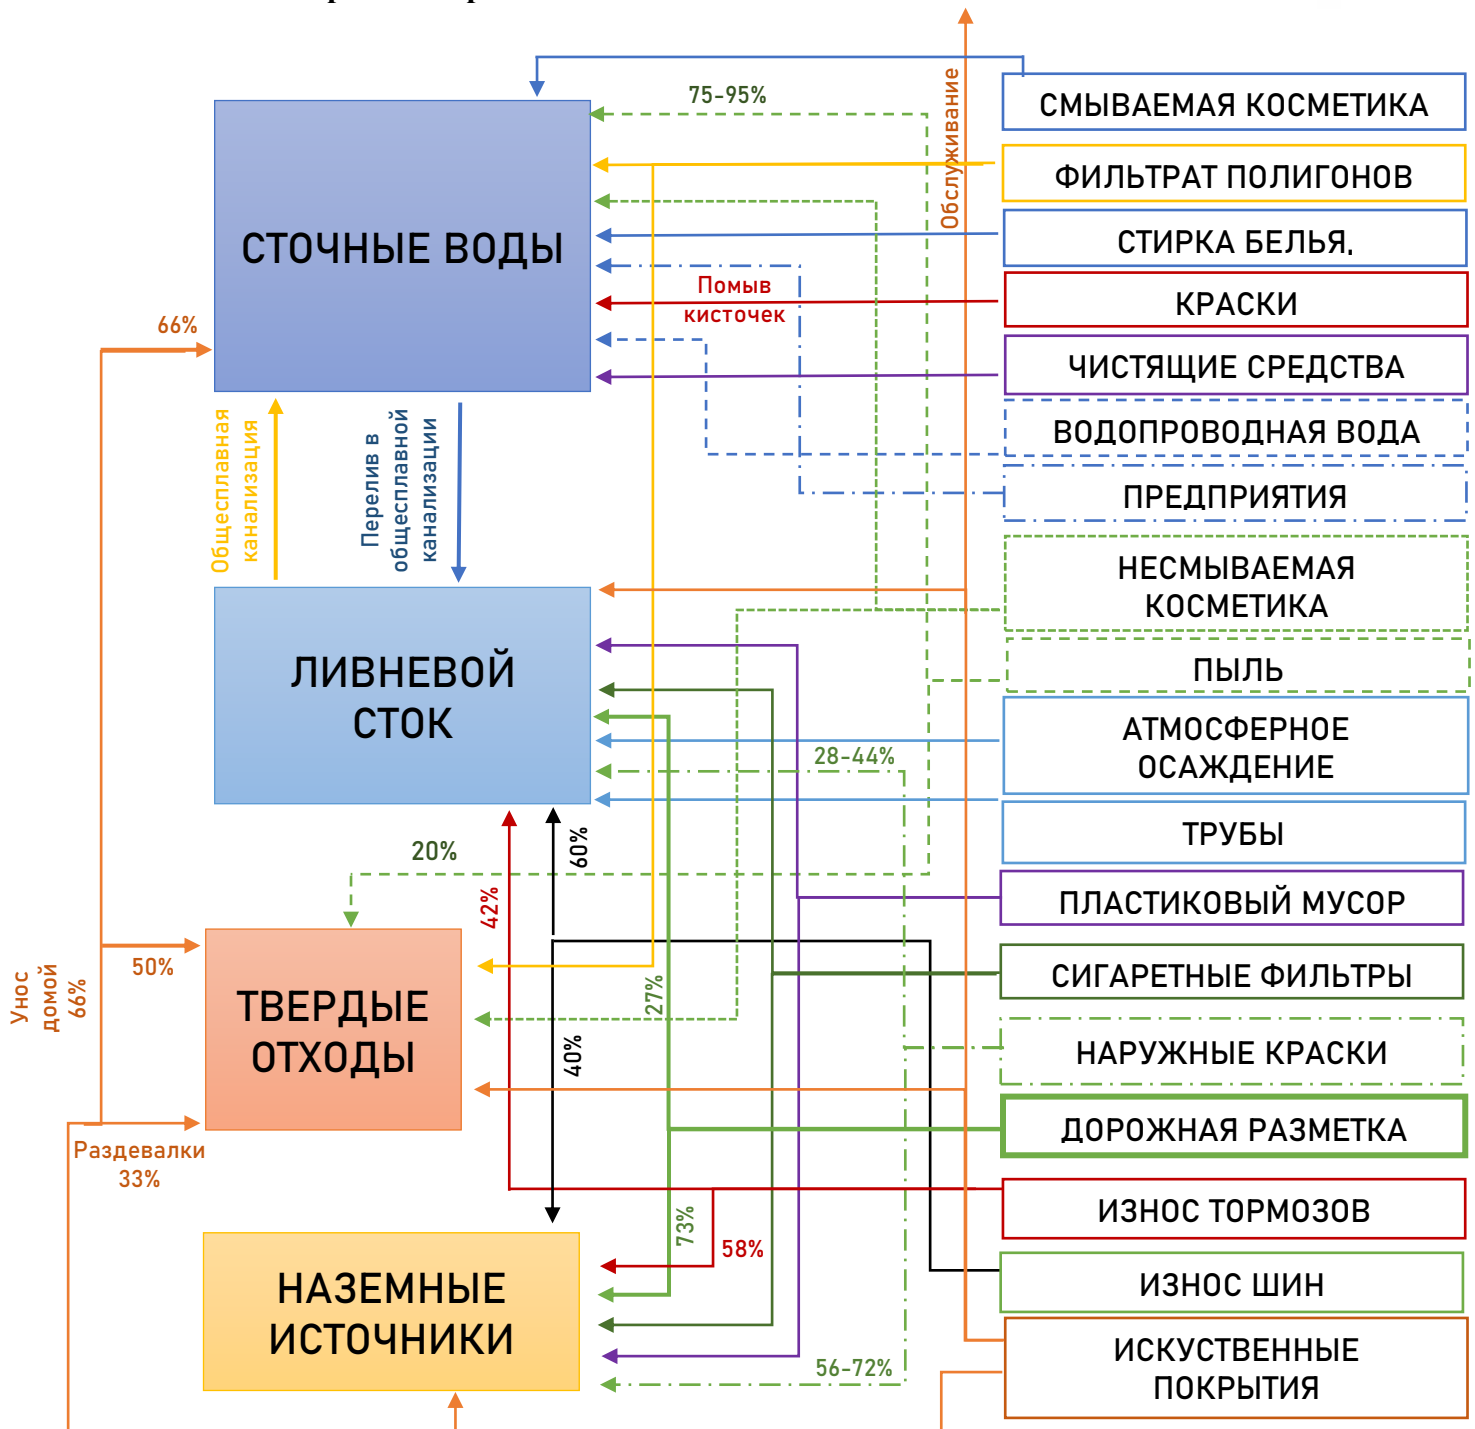 75-95%
Обслуживание
СМЫВАЕМАЯ КОСМЕТИКА
ФИЛЬТРАТ ПОЛИГОНОВ
СТОЧНЫЕ ВОДЫ
СТИРКА БЕЛЬЯ,
Помыв
кисточек
КРАСКИ
66%
ЧИСТЯЩИЕ СРЕДСТВА
Общесплавная
канализация
Перелив в
общесплавной
канализации
ВОДОПРОВОДНАЯ ВОДА
ПРЕДПРИЯТИЯ
НЕСМЫВАЕМАЯ
КОСМЕТИКА
ЛИВНЕВОЙ
СТОК
ПЫЛЬ
АТМОСФЕРНОЕ
ОСАЖДЕНИЕ
28-44%
ТРУБЫ
60%
20%
42%
ПЛАСТИКОВЫЙ МУСОР
Унос
домой
66%
50%
ТВЕРДЫЕ
ОТХОДЫ
27%
СИГАРЕТНЫЕ ФИЛЬТРЫ
40%
НАРУЖНЫЕ КРАСКИ
ДОРОЖНАЯ РАЗМЕТКА
Раздевалки
33%
ИЗНОС ТОРМОЗОВ
73%
58%
НАЗЕМНЫЕ
ИСТОЧНИКИ
ИЗНОС ШИН
56-72%
ИСКУСТВЕННЫЕ
ПОКРЫТИЯ